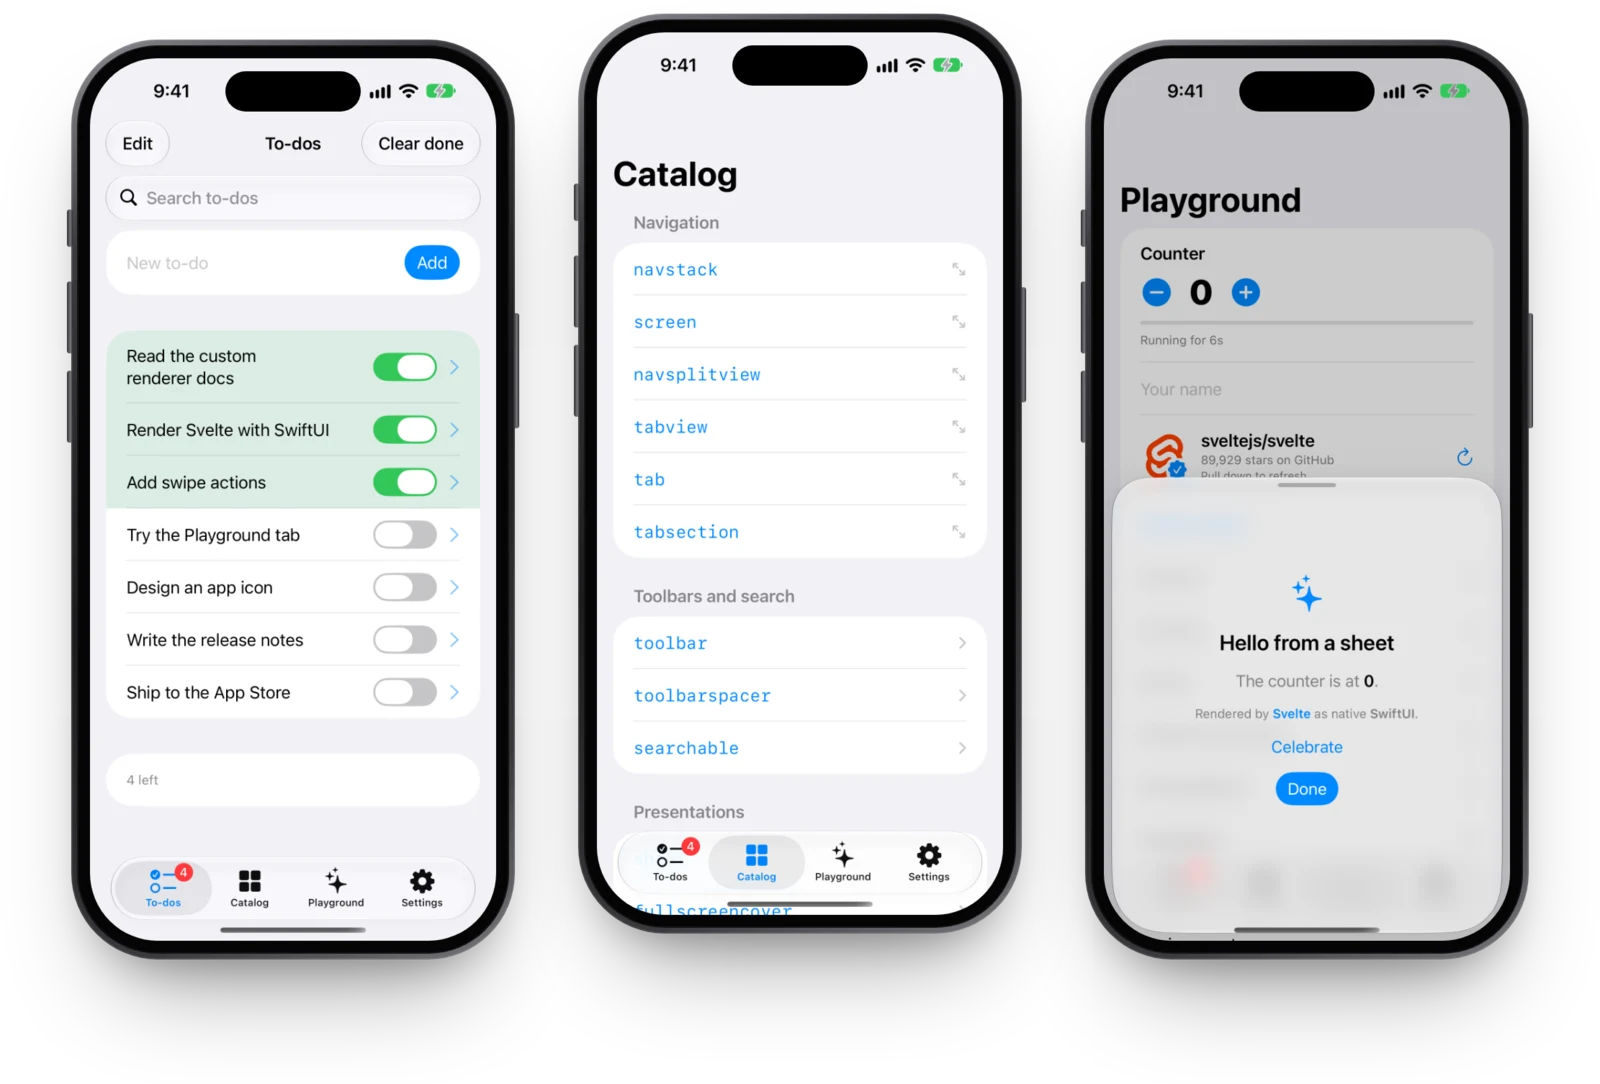 9:41
Edit
To-dos
Clear done
Search to-dos
New to-do
Add
Read the custom
renderer docs
Render Svelte with SwiftUI
Add swipe actions
Try the Playground tab
Design an app icon
Write the release notes
Ship to the App Store
4 left
4
To-dos
Catalog
Playground
Settings
9:41
Catalog
Navigation
navstack
screen
navsplitview
tabview
tab
tabsection
Toolbars and search
toolbar
toolbarspacer
searchable
Presentations
4
To-dos
Catalog
Playground
Settings
fullscreencover
9:41
Playground
Counter
0
Running for 6s
Your name
sveltejs/svelte
89,929 stars on GitHub
Pull down to refresh
Hello from a sheet
The counter is at 0.
Rendered by Svelte as native SwiftUI.
Celebrate
Done